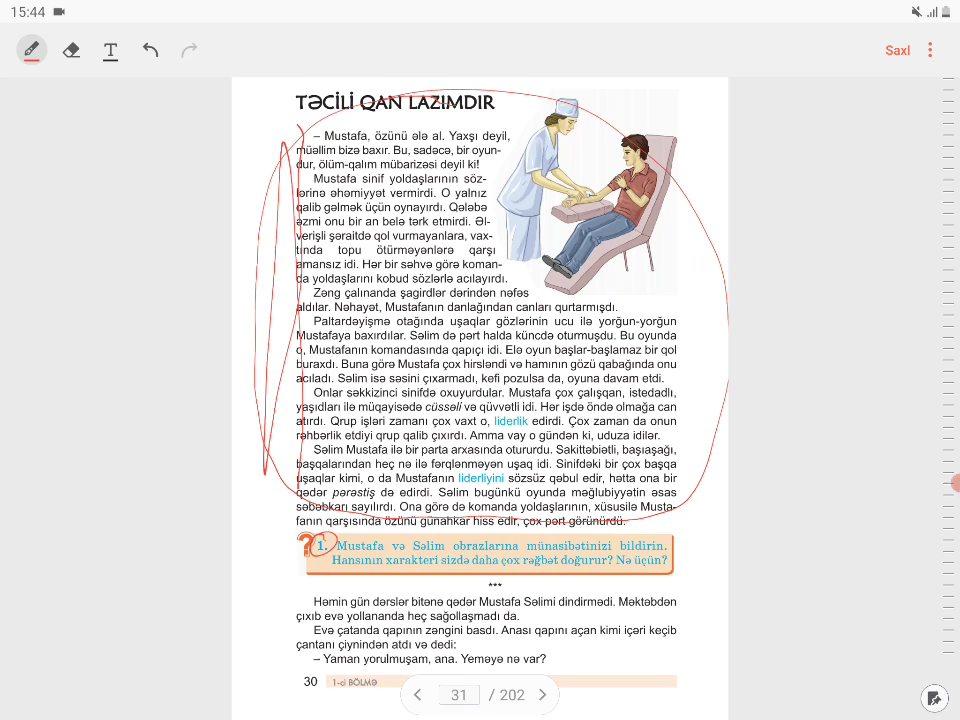 15:44
T
Saxl
TƏCİLİ QAN LAZIMDIR
– Mustafa, özünü ələ al. Yaxşı deyil,
müəllim bizə baxır. Bu, sadəcə, bir oyun-
dur, ölüm-qalım mübarizəsi deyil ki!
Mustafa sinif yoldaşlarının söz-
lərinə əhəmiyyət vermirdi. O yalnız
qalib gəlmək üçün oynayırdı. Qələbə
əzmi onu bir an belə tərk etmirdi. Əl-
verişli şəraitdə qol vurmayanlara, vax-
tında topu ötürməyənlərə qarşı
amansız idi. Hər bir səhvə görə koman-
da yoldaşlarını kobud sözlərlə acılayırdı.
Zəng çalınanda şagirdlər dərindən nəfəs
aldılar. Nəhayət, Mustafanın danlağından canları qurtarmışdı.
Paltardəyişmə otağında uşaqlar gözlərinin ucu ilə yorğun-yorğun
Mustafaya baxırdılar. Səlim də pərt halda küncdə oturmuşdu. Bu oyunda
o, Mustafanın komandasında qapıçı idi. Elə oyun başlar-başlamaz bir qol
buraxdı. Buna görə Mustafa çox hirsləndi və hamının gözü qabağında onu
acıladı. Səlim isə səsini çıxarmadı, kefi pozulsa da, oyuna davam etdi.
Onlar səkkizinci sinifdə oxuyurdular. Mustafa çox çalışqan, istedadlı,
yaşıdları ilə müqayisədə cüssəli və qüvvətli idi. Hər işdə öndə olmağa can
atırdı. Qrup işləri zamanı çox vaxt o, liderlik edirdi. Çox zaman da onun
rəhbərlik etdiyi qrup qalib çıxırdı. Amma vay o gündən ki, uduza idilər.
Səlim Mustafa ilə bir parta arxasında otururdu. Sakittəbiətli, başıaşağı,
başqalarından heç nə ilə fərqlənməyən uşaq idi. Sinifdəki bir çox başqa
uşaqlar kimi, o da Mustafanın liderliyini sözsüz qəbul edir, hətta ona bir
qədər pərəstiş də edirdi. Səlim bugünkü oyunda məğlubiyyətin əsas
səbəbkarı sayılırdı. Ona görə də komanda yoldaşlarının, xüsusilə Musta-
fanın qarşısında özünü günahkar hiss edir, çox pərt görünürdü.
? 1. Mustafa və Səlim obrazlarına münasibətinizi bildirin.
Hansının xarakteri sizdə daha çox rəğbət doğurur? Nə üçün?
***
Həmin gün dərslər bitənə qədər Mustafa Səlimi dindirmədi. Məktəbdən
çıxıb evə yollananda heç sağollaşmadı da.
Evə çatanda qapının zəngini basdı. Anası qapını açan kimi içəri keçib
çantanı çiynindən atdı və dedi:
– Yaman yorulmuşam, ana. Yeməyə nə var?
30 1-ci BÖLMƏ
31 / 202